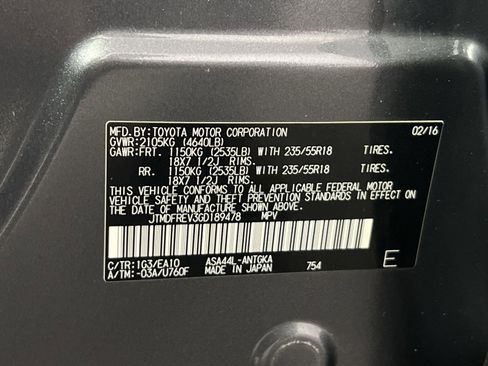 MFD. BY: TOYOTA MOTOR CORPORATION 02/16
GVWR: 2105KG (4640LB)
GAWR: FRT. 1150KG (2535LB) WITH 235/55R18 TIRES.
18X7 1/2J RIMS.
RR. 1150KG (2535LB) WITH 235/55R18 TIRES.
18X7 1/2J RIMS.
THIS VEHICLE CONFORMS TO ALL APPLICABLE FEDERAL MOTOR
VEHICLE SAFETY AND THEFT PREVENTION STANDARDS IN EFFECT
ON THE DATE OF MANUFACTURE SHOWN ABOVE.
JTMDFREV3GD189478 MPV
C/TR: 1G3/EA10 ASA44L-ANTGKA
A/TM: -03A/U760F MADE IN JAPAN 754 E